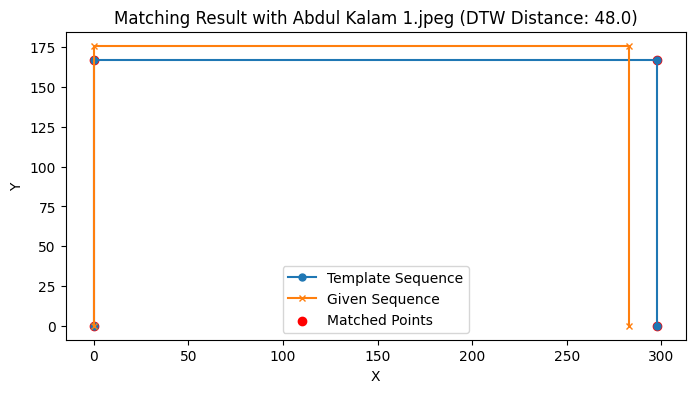 Matching Result with Abdul Kalam 1.jpeg (DTW Distance: 48.0)
175
150
125
100
75
50
25
0
Y
Template Sequence
Given Sequence
Matched Points
0 50 100 150 200 250 300
X